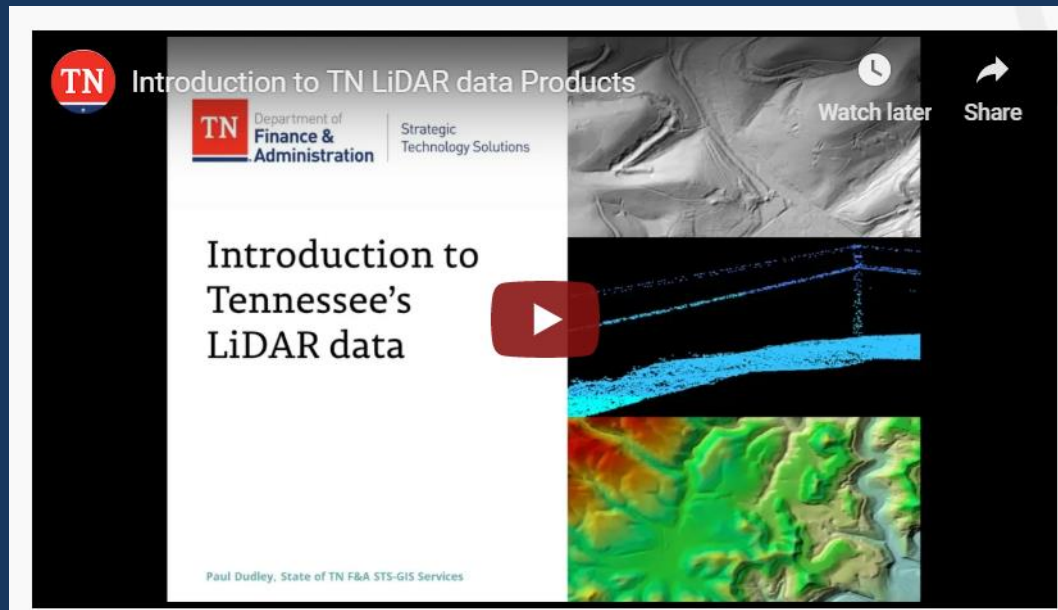 TN
Introduction to TN LiDAR data Products
Watch later
Share
TN
Department of
Finance &
Administration
Strategic
Technology Solutions
Introduction to
Tennessee's
LiDAR data
Paul Dudley, State of TN F&A STS-GIS Services